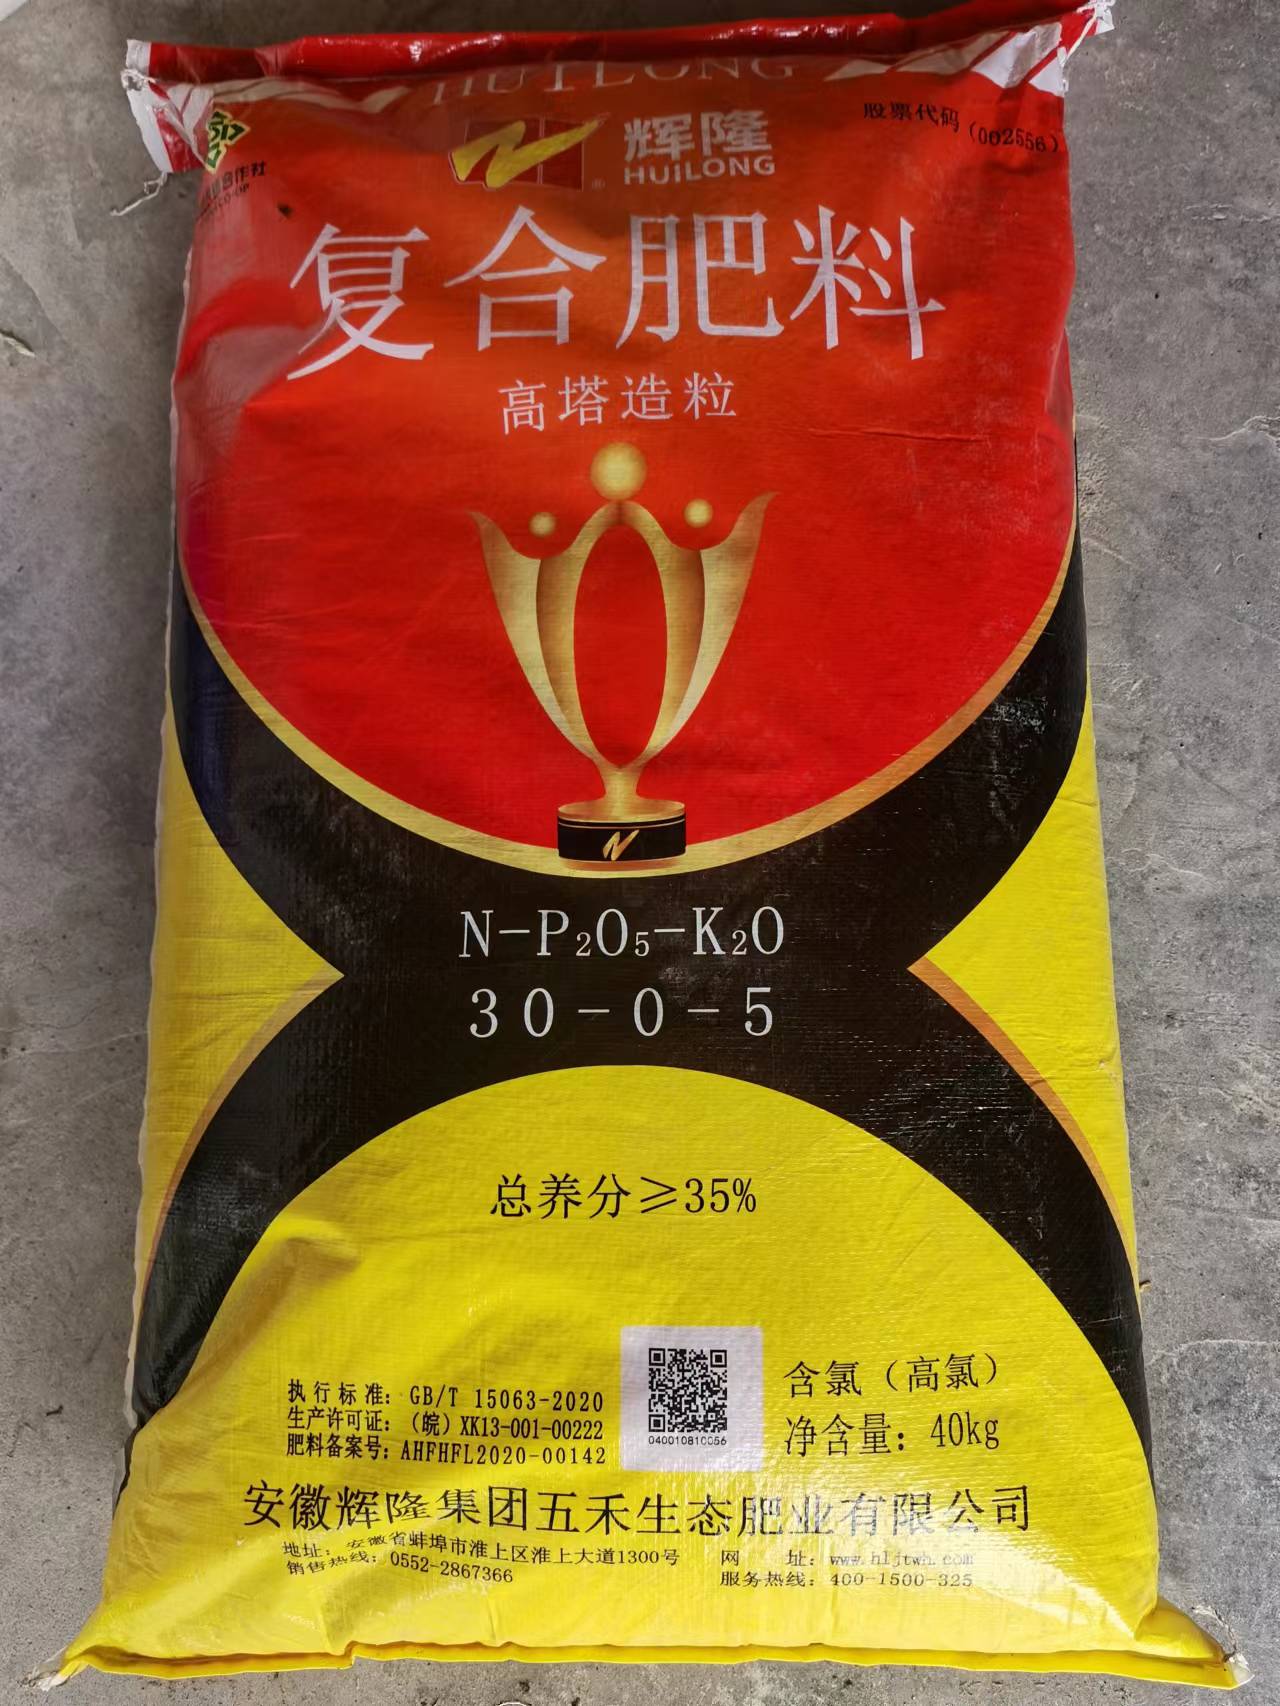 HUILONG
辉隆
HUILONG
股票代码（002556）
合作社
复合肥料
高塔造粒
N-P₂O₅-K₂O
30-0-5
总养分≥35%
执行标准：GB/T 15063-2020
生产许可证：（皖）XK13-001-00222
肥料备案号：AHFHFL2020-00142
040010810056
含氯（高氯）
净含量：40kg
安徽辉隆集团五禾生态肥业有限公司
地址：安徽省蚌埠市淮上区淮上大道1300号
销售热线：0552-2867366
网 址：www.hljtwh.com
服务热线：400-1500-325